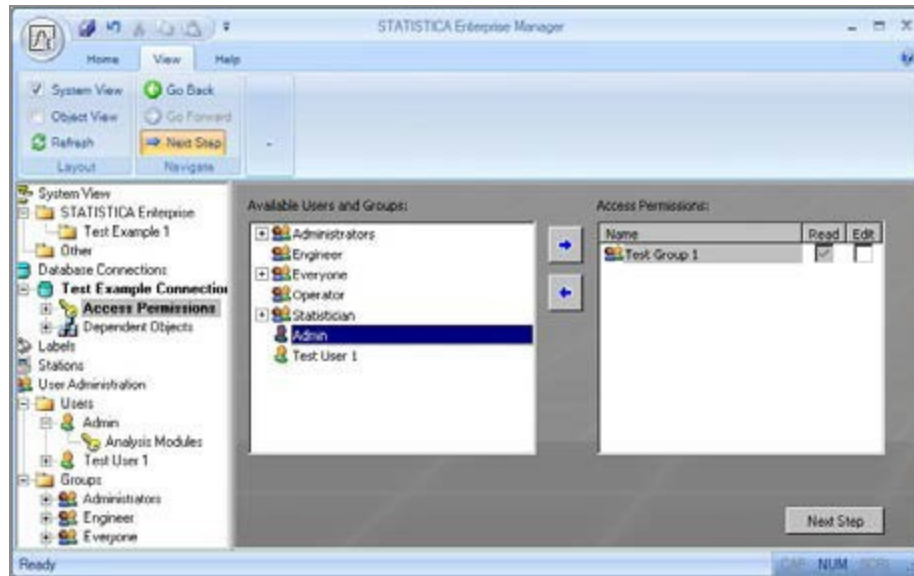 STATISTICA Enterprise Manager
Home View Help
System View
Go Back
Object View
Go Forward
Refresh
Next Step
Layout
Navigate
System View
STATISTICA Enterprise
Test Example 1
Other
Database Connections
Test Example Connection
Access Permissions
Dependent Objects
Labels
Stations
User Administration
Users
Admin
Analysis Modules
Test User 1
Groups
Administrators
Engineer
Everyone
Available Users and Groups:
Administrators
Engineer
Everyone
Operator
Statistician
Admin
Test User 1
Access Permissions:
Name Read Edit
Test Group 1
Next Step
Ready
CAP NUM SCRL